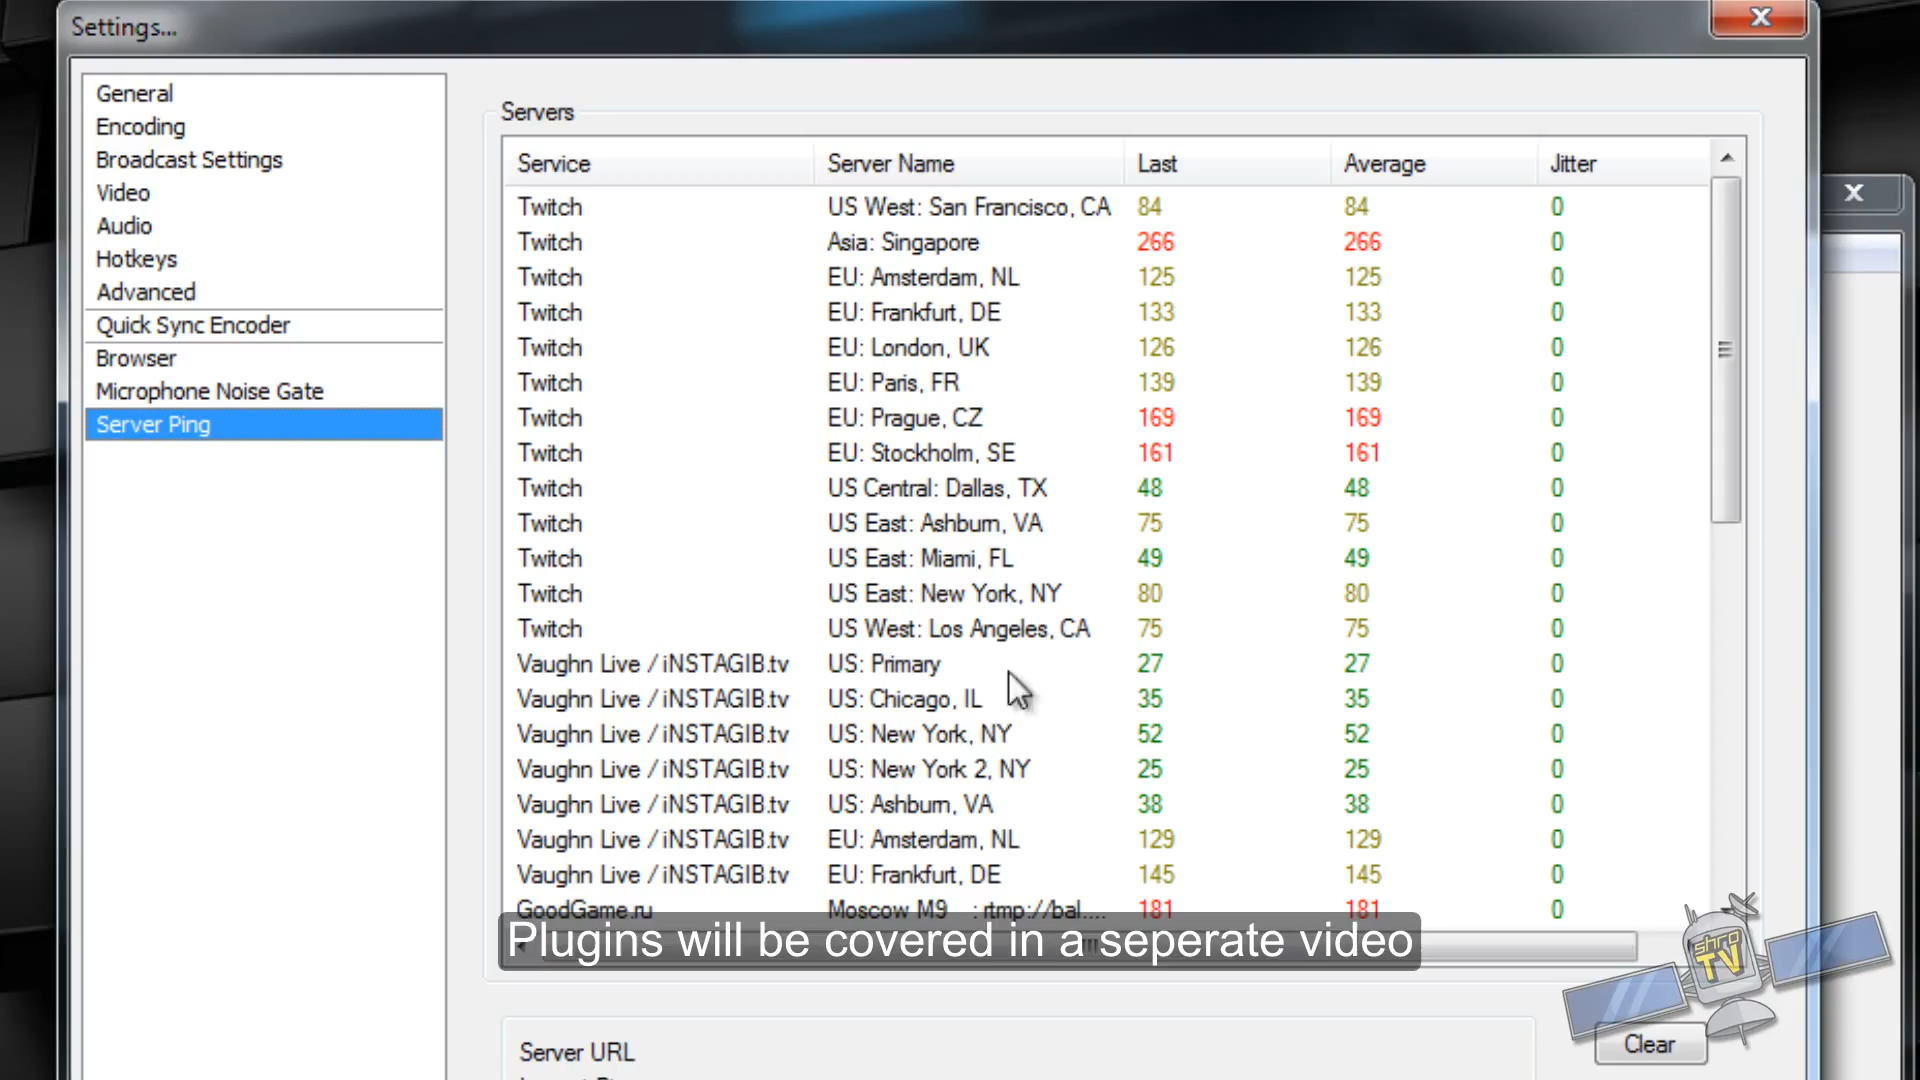 Settings...
General
Encoding
Broadcast Settings
Video
Audio
Hotkeys
Advanced
Quick Sync Encoder
Browser
Microphone Noise Gate
Server Ping
Servers
Service Server Name Last Average Jitter
Twitch US West: San Francisco, CA 84 84 0
Twitch Asia: Singapore 266 266 0
Twitch EU: Amsterdam, NL 125 125 0
Twitch EU: Frankfurt, DE 133 133 0
Twitch EU: London, UK 126 126 0
Twitch EU: Paris, FR 139 139 0
Twitch EU: Prague, CZ 169 169 0
Twitch EU: Stockholm, SE 161 161 0
Twitch US Central: Dallas, TX 48 48 0
Twitch US East: Ashburn, VA 75 75 0
Twitch US East: Miami, FL 49 49 0
Twitch US East: New York, NY 80 80 0
Twitch US West: Los Angeles, CA 75 75 0
Vaughn Live / iNSTAGIB.tv US: Primary 27 27 0
Vaughn Live / iNSTAGIB.tv US: Chicago, IL 35 35 0
Vaughn Live / iNSTAGIB.tv US: New York, NY 52 52 0
Vaughn Live / iNSTAGIB.tv US: New York 2, NY 25 25 0
Vaughn Live / iNSTAGIB.tv US: Ashburn, VA 38 38 0
Vaughn Live / iNSTAGIB.tv EU: Amsterdam, NL 129 129 0
Vaughn Live / iNSTAGIB.tv EU: Frankfurt, DE 145 145 0
GoodGame.ru Moscow M9 : rtmp://bal.... 181 181 0
Plugins will be covered in a seperate video
shro
TV
Server URL
Clear